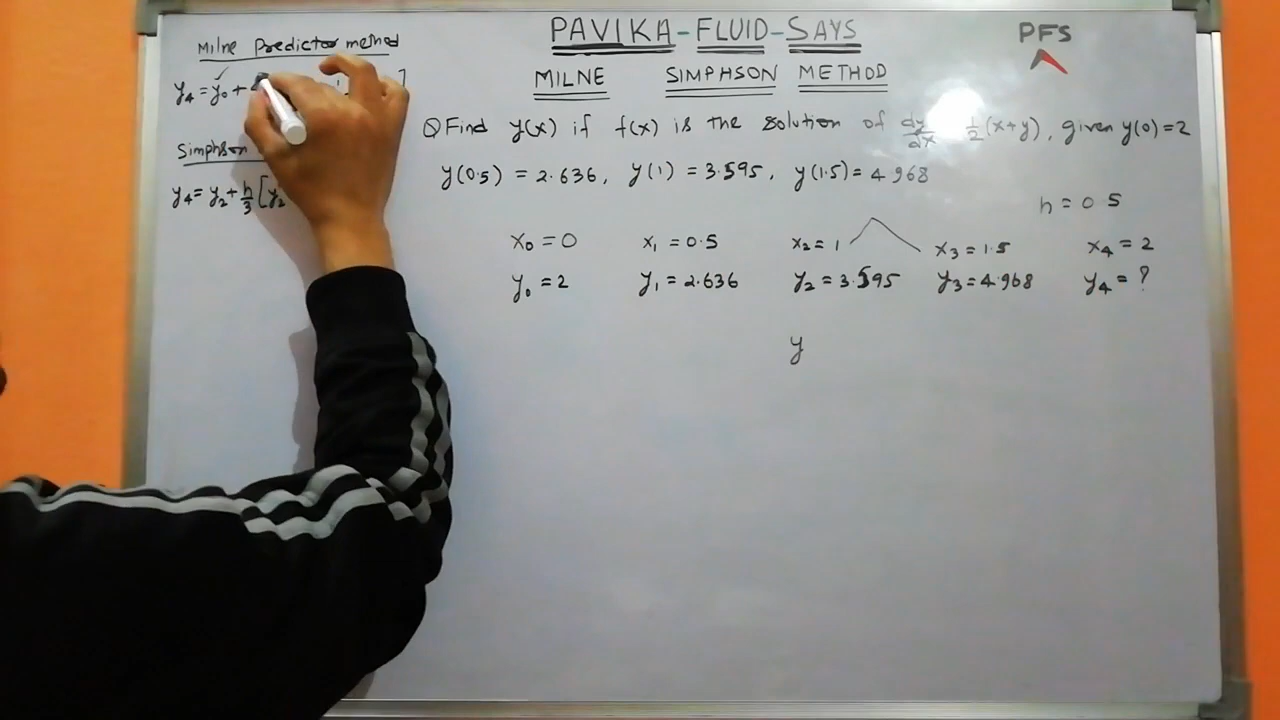 PAVIKA-FLUID-SAYS
PFS
MILNE SIMPHSON METHOD
Milne Predictor method
y₄ = y₀ +
Simphson
y₄ = y₂ + h/3 [y₂
Q Find y(x) if f(x) is the solution of dy/dx 1/2(x+y), given y(0)=2
y(0.5) = 2.636, y(1) = 3.595, y(1.5) = 4.968
h = 0.5
x₀ = 0 x₁ = 0.5 x₂ = 1 x₃ = 1.5 x₄ = 2
y₀ = 2 y₁ = 2.636 y₂ = 3.595 y₃ = 4.968 y₄ = ?
y